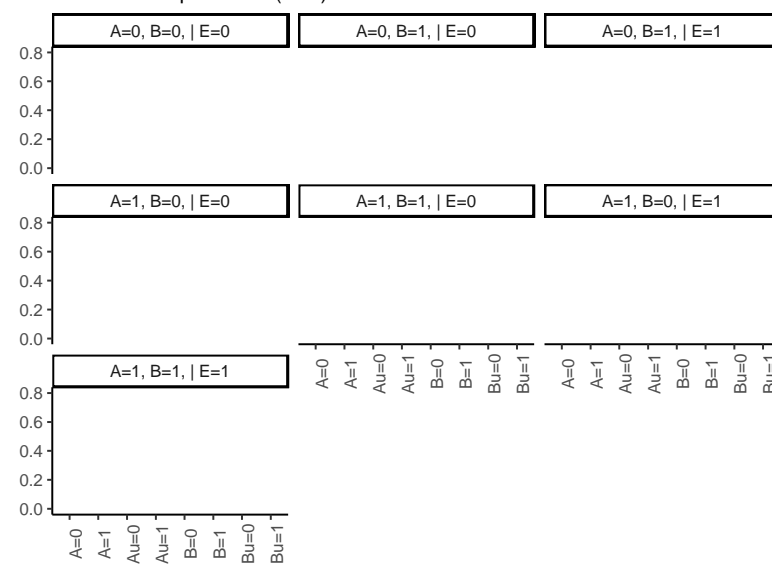 A=0, B=0, | E=0
A=0, B=1, | E=0
A=0, B=1, | E=1
0.8
0.6
0.4
0.2
0.0
A=1, B=0, | E=0
A=1, B=1, | E=0
A=1, B=0, | E=1
0.8
0.6
0.4
0.2
0.0
A=0
A=1
Au=0
Au=1
B=0
B=1
Bu=0
Bu=1
A=0
A=1
Au=0
Au=1
B=0
B=1
Bu=0
Bu=1
A=1, B=1, | E=1
0.8
0.6
0.4
0.2
0.0
A=0
A=1
Au=0
Au=1
B=0
B=1
Bu=0
Bu=1